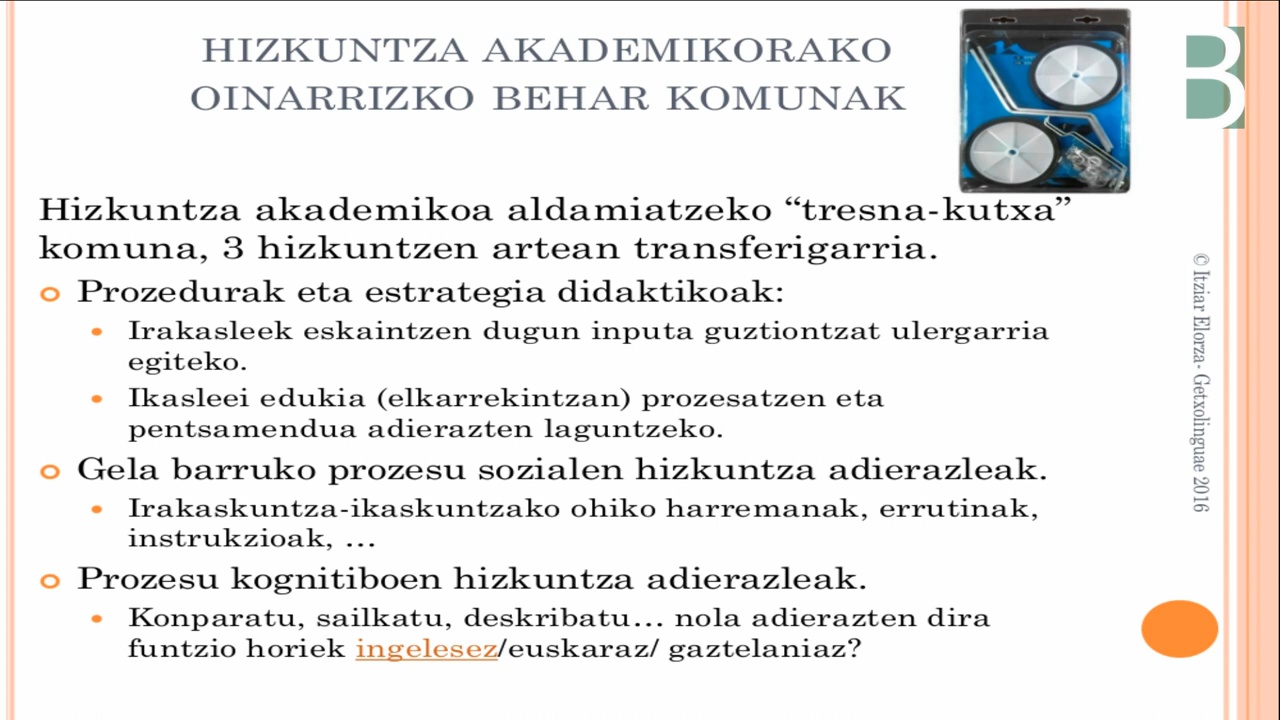 HIZKUNTZA AKADEMIKORAKO
OINARRIZKO BEHAR KOMUNAK
B
Hizkuntza akademikoa aldamiatzeko “tresna-kutxa”
komuna, 3 hizkuntzen artean transferigarria.
Prozedurak eta estrategia didaktikoak:
Irakasleek eskaintzen dugun inputa guztiontzat ulergarria
egiteko.
Ikasleei edukia (elkarrekintzan) prozesatzen eta
pentsamendua adierazten laguntzeko.
Gela barruko prozesu sozialen hizkuntza adierazleak.
Irakaskuntza-ikaskuntzako ohiko harremanak, errutinak,
instrukzioak, …
Prozesu kognitiboen hizkuntza adierazleak.
Konparatu, sailkatu, deskribatu… nola adierazten dira
funtzio horiek ingelesez/euskaraz/ gaztelaniaz?
© Itziar Elorza- Getxolinguae 2016